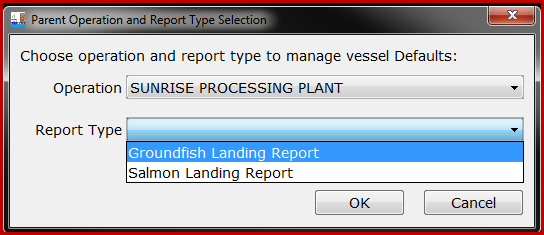 Parent Operation and Report Type Selection
Choose operation and report type to manage vessel Defaults:
Operation SUNRISE PROCESSING PLANT
Report Type
Groundfish Landing Report
Salmon Landing Report
OK Cancel